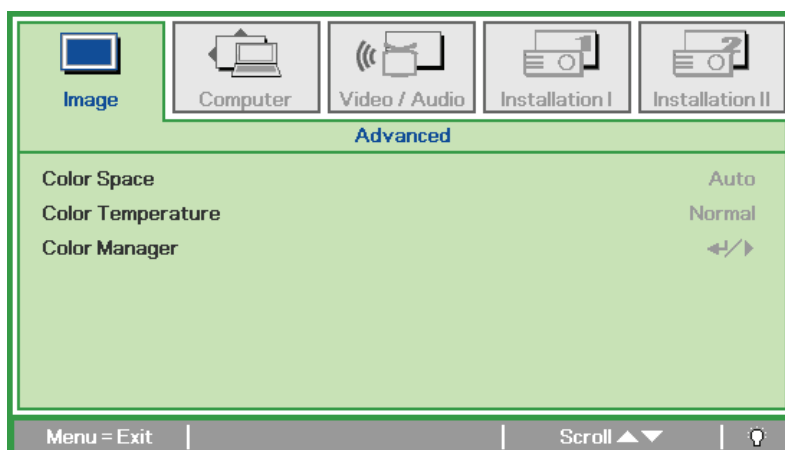 Image Computer Video / Audio Installation I Installation II
Advanced
Color Space Auto
Color Temperature Normal
Color Manager
Menu = Exit Scroll